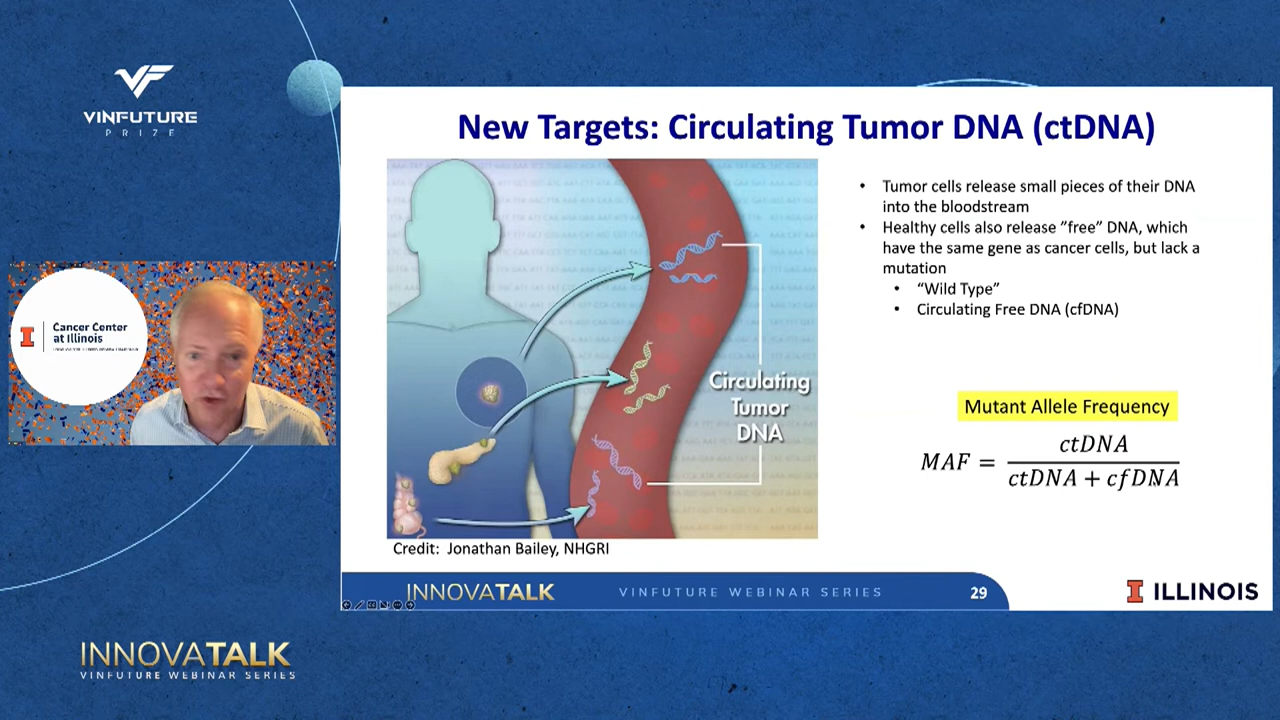 VINFUTURE
PRIZE
New Targets: Circulating Tumor DNA (ctDNA)
• Tumor cells release small pieces of their DNA
into the bloodstream
• Healthy cells also release ”free” DNA, which
have the same gene as cancer cells, but lack a
mutation
• “Wild Type”
• Circulating Free DNA (cfDNA)
Circulating
Tumor
DNA
Mutant Allele Frequency
MAF = ctDNA / ctDNA + cfDNA
Credit: Jonathan Bailey, NHGRI
Cancer Center
at Illinois
INNOVATALK
VINFUTURE WEBINAR SERIES
29
ILLINOIS
INNOVATALK
VINFUTURE WEBINAR SERIES